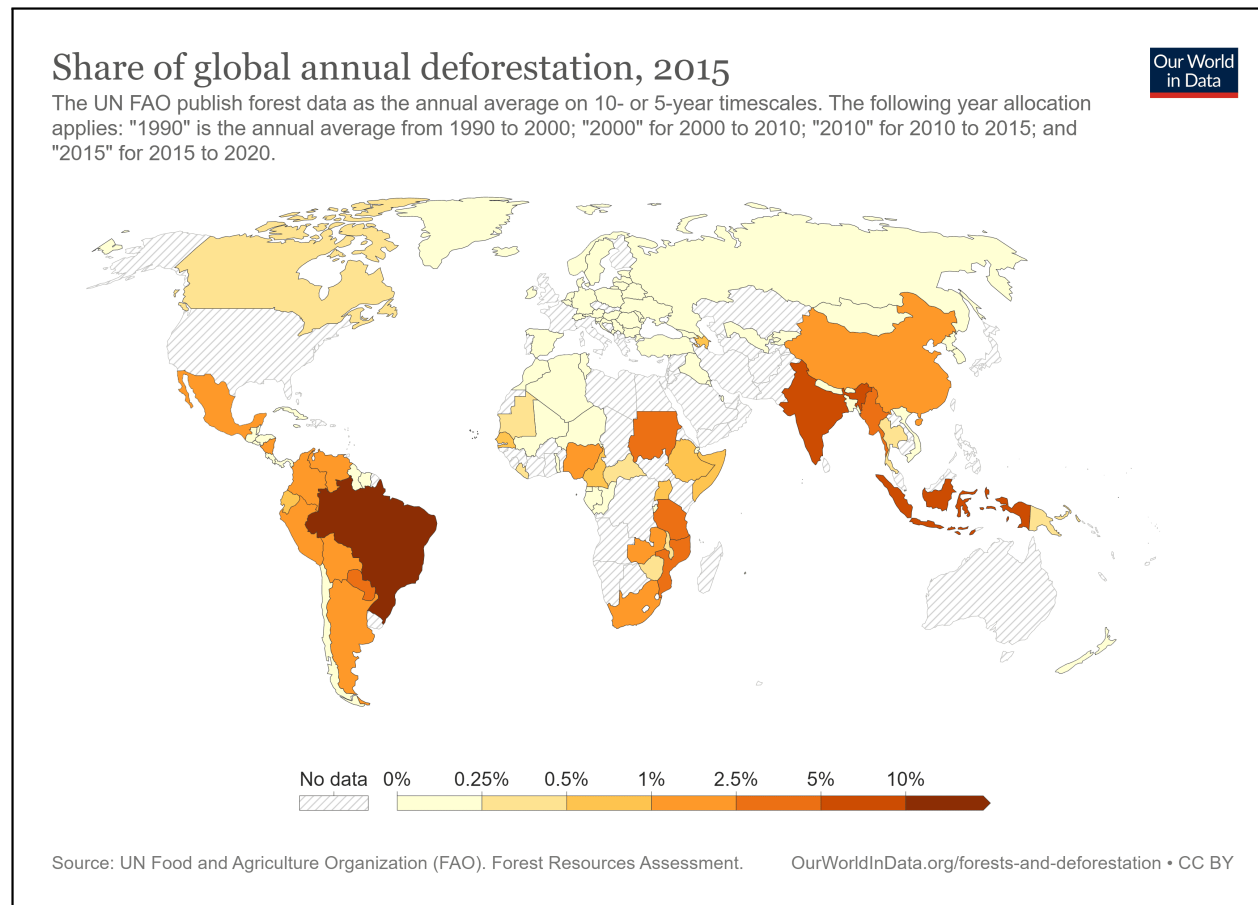 Share of global annual deforestation, 2015
Our World
in Data
The UN FAO publish forest data as the annual average on 10- or 5-year timescales. The following year allocation
applies: "1990" is the annual average from 1990 to 2000; "2000" for 2000 to 2010; "2010" for 2010 to 2015; and
"2015" for 2015 to 2020.
No data 0% 0.25% 0.5% 1% 2.5% 5% 10%
Source: UN Food and Agriculture Organization (FAO). Forest Resources Assessment. OurWorldInData.org/forests-and-deforestation • CC BY